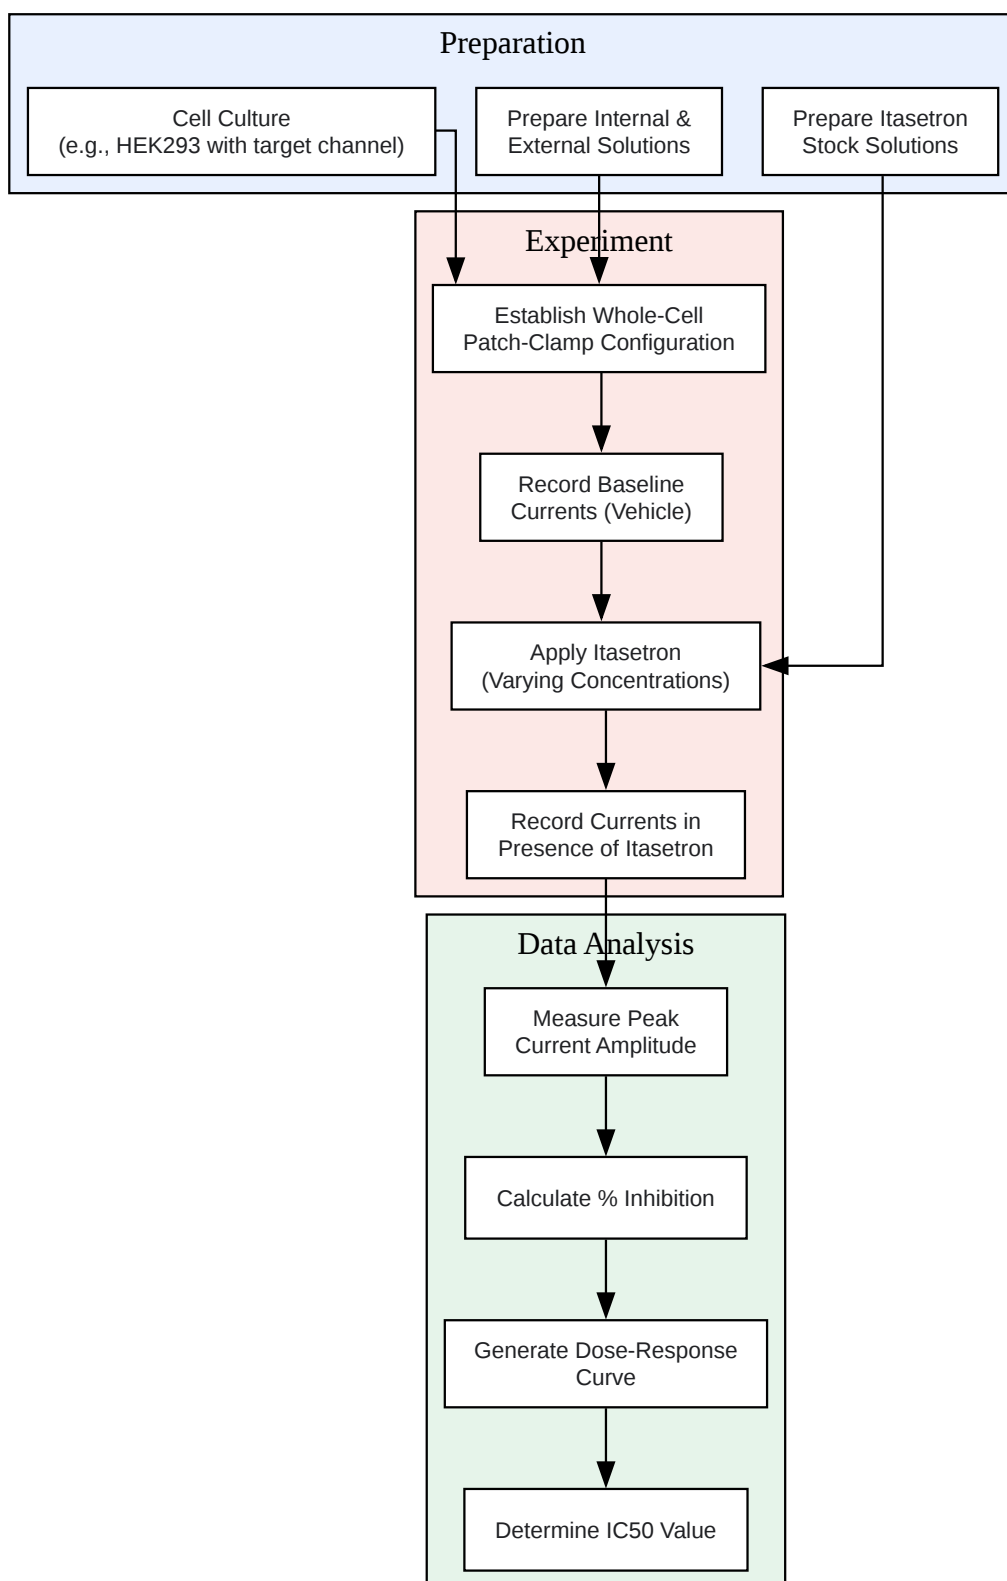 Preparation
Cell Culture
(e.g., HEK293 with target channel)
Prepare Internal &
External Solutions
Prepare Itasetron
Stock Solutions
Experiment
Establish Whole-Cell
Patch-Clamp Configuration
Record Baseline
Currents (Vehicle)
Apply Itasetron
(Varying Concentrations)
Record Currents in
Presence of Itasetron
Data Analysis
Measure Peak
Current Amplitude
Calculate % Inhibition
Generate Dose-Response
Curve
Determine IC50 Value